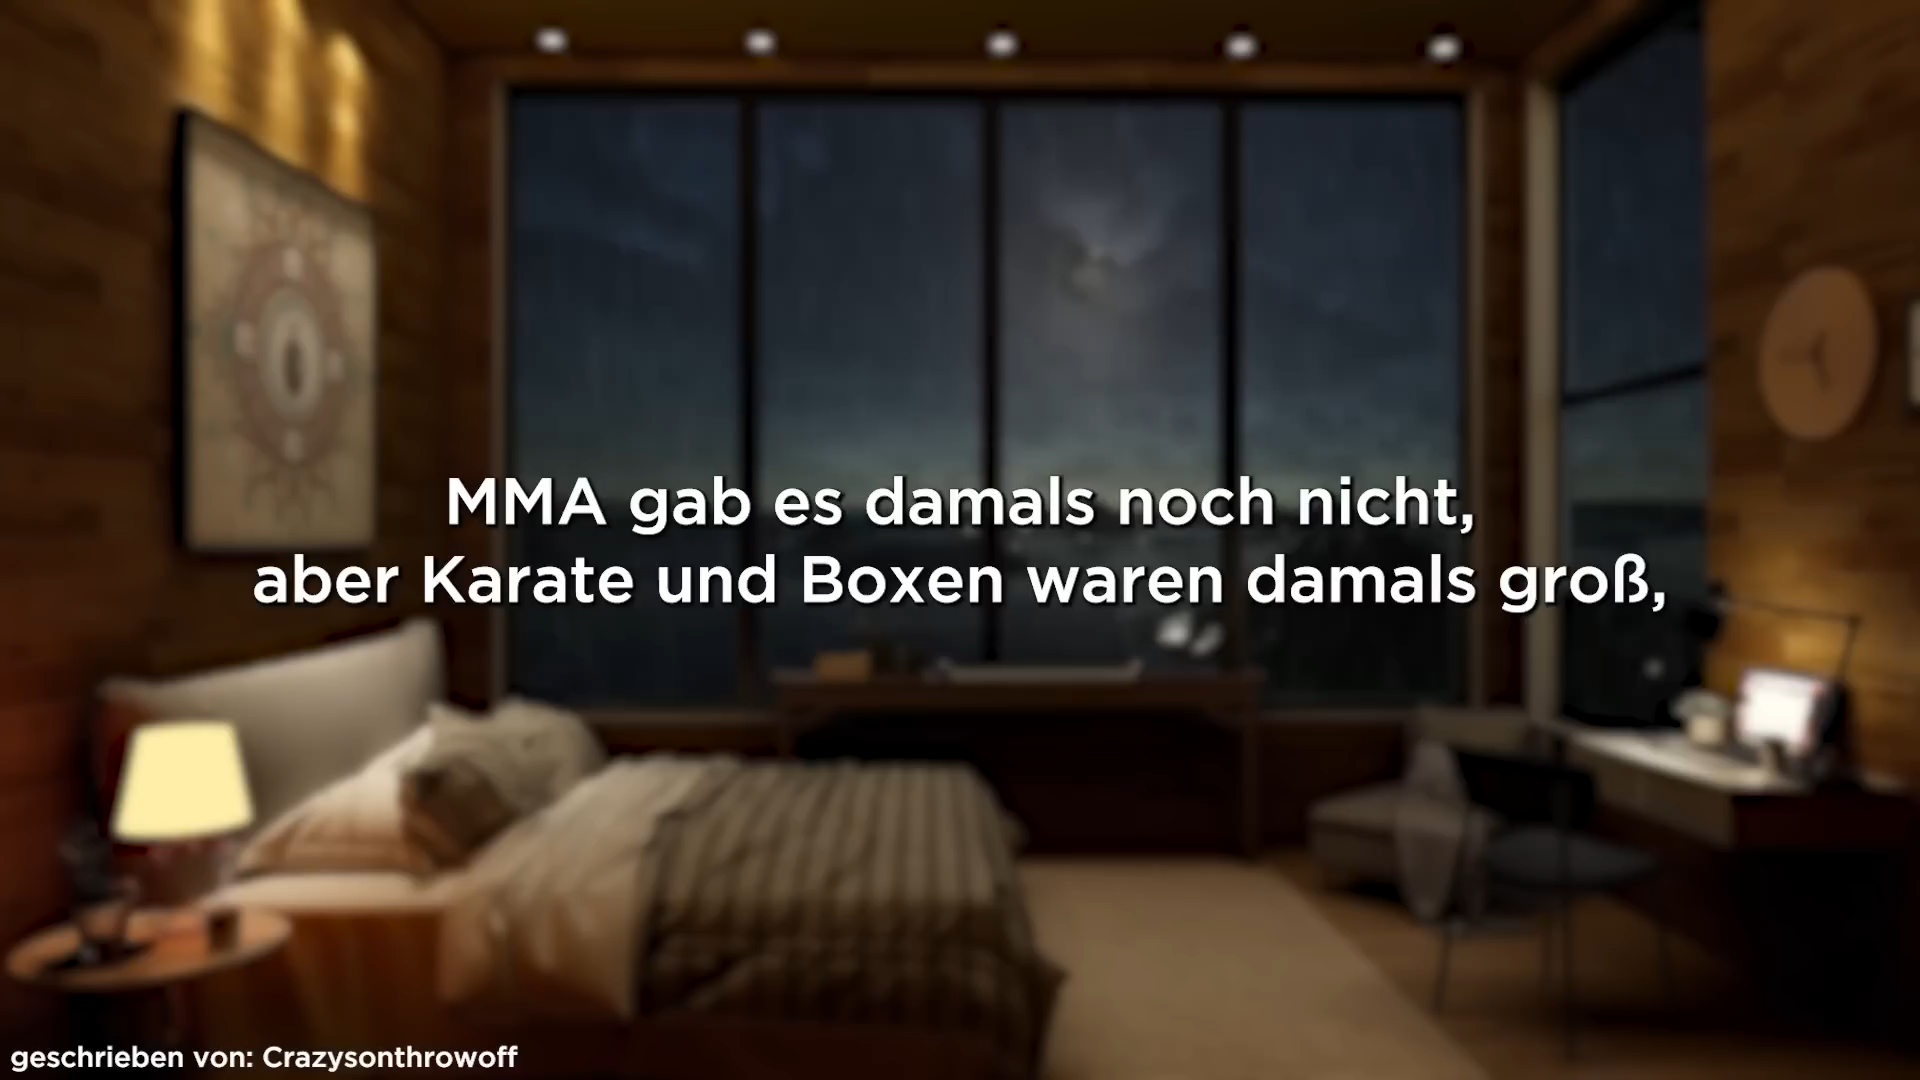 MMA gab es damals noch nicht,
aber Karate und Boxen waren damals groß,
geschrieben von: Crazysonthrowoff